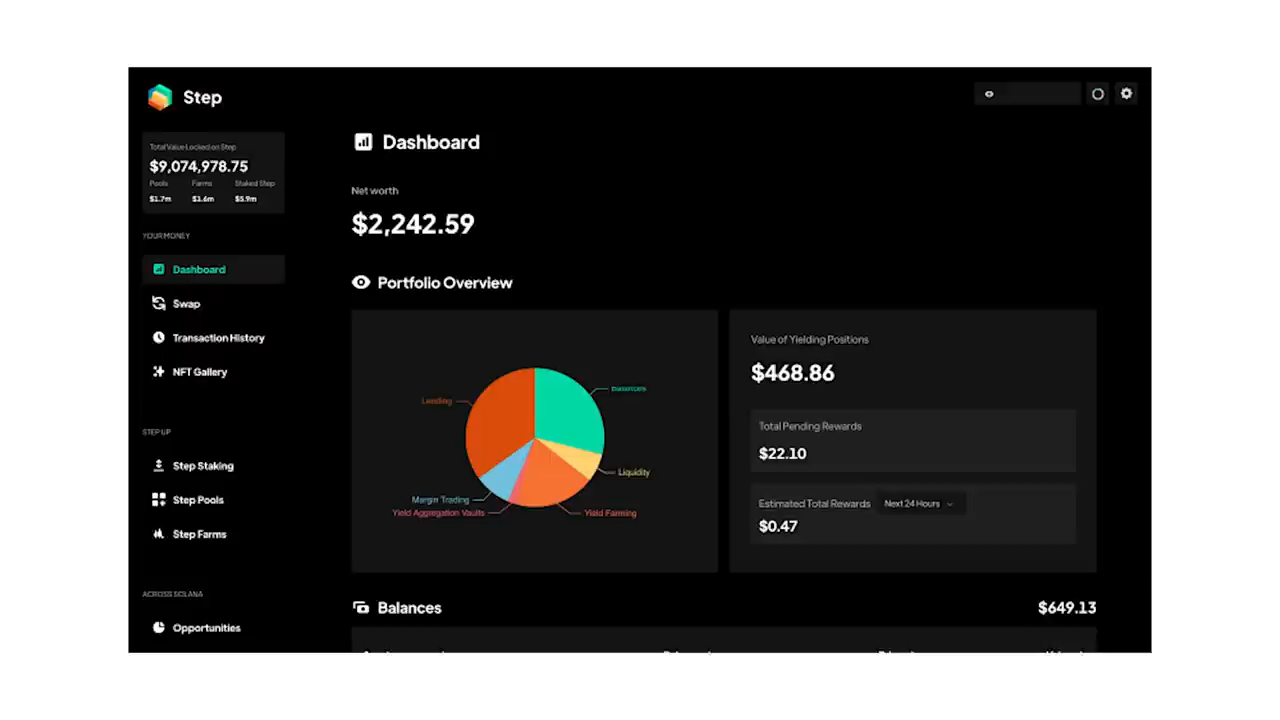 Step
Total Value Locked on Step
$9,074,978.75
Pools Farms Staked Step
$1.7m $1.6m $5.9m
YOUR MONEY
Dashboard
Swap
Transaction History
NFT Gallery
STEP UP
Step Staking
Step Pools
Step Farms
ACROSS SOLANA
Opportunities
Dashboard
Net worth
$2,242.59
Portfolio Overview
Lending
Liquidity
Margin Trading
Yield Aggregation Vaults
Yield Farming
Value of Yielding Positions
$468.86
Total Pending Rewards
$22.10
Estimated Total Rewards Next 24 Hours
$0.47
Balances $649.13